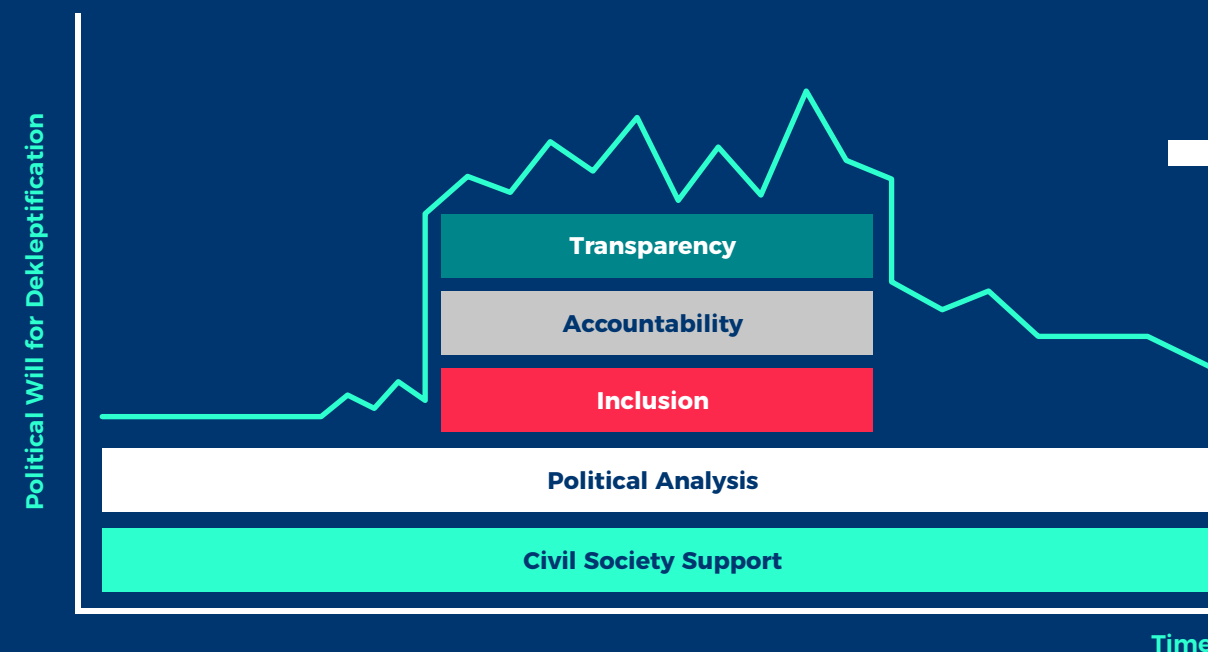 Political Will for Dekleptification
Transparency
Accountability
Inclusion
Political Analysis
Civil Society Support
Time